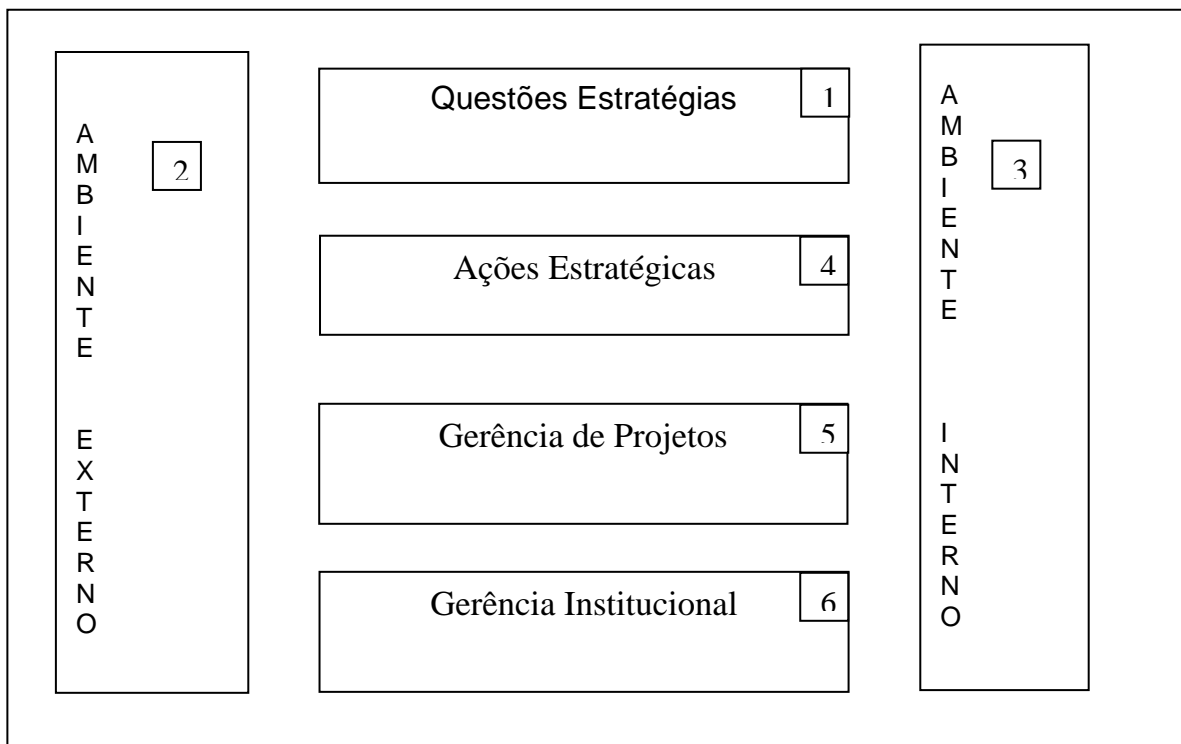 Questões Estratégias
1
AMBIENTE EXTERNO
2
AMBIENTE INTERNO
3
Ações Estratégicas
4
Gerência de Projetos
5
Gerência Institucional
6